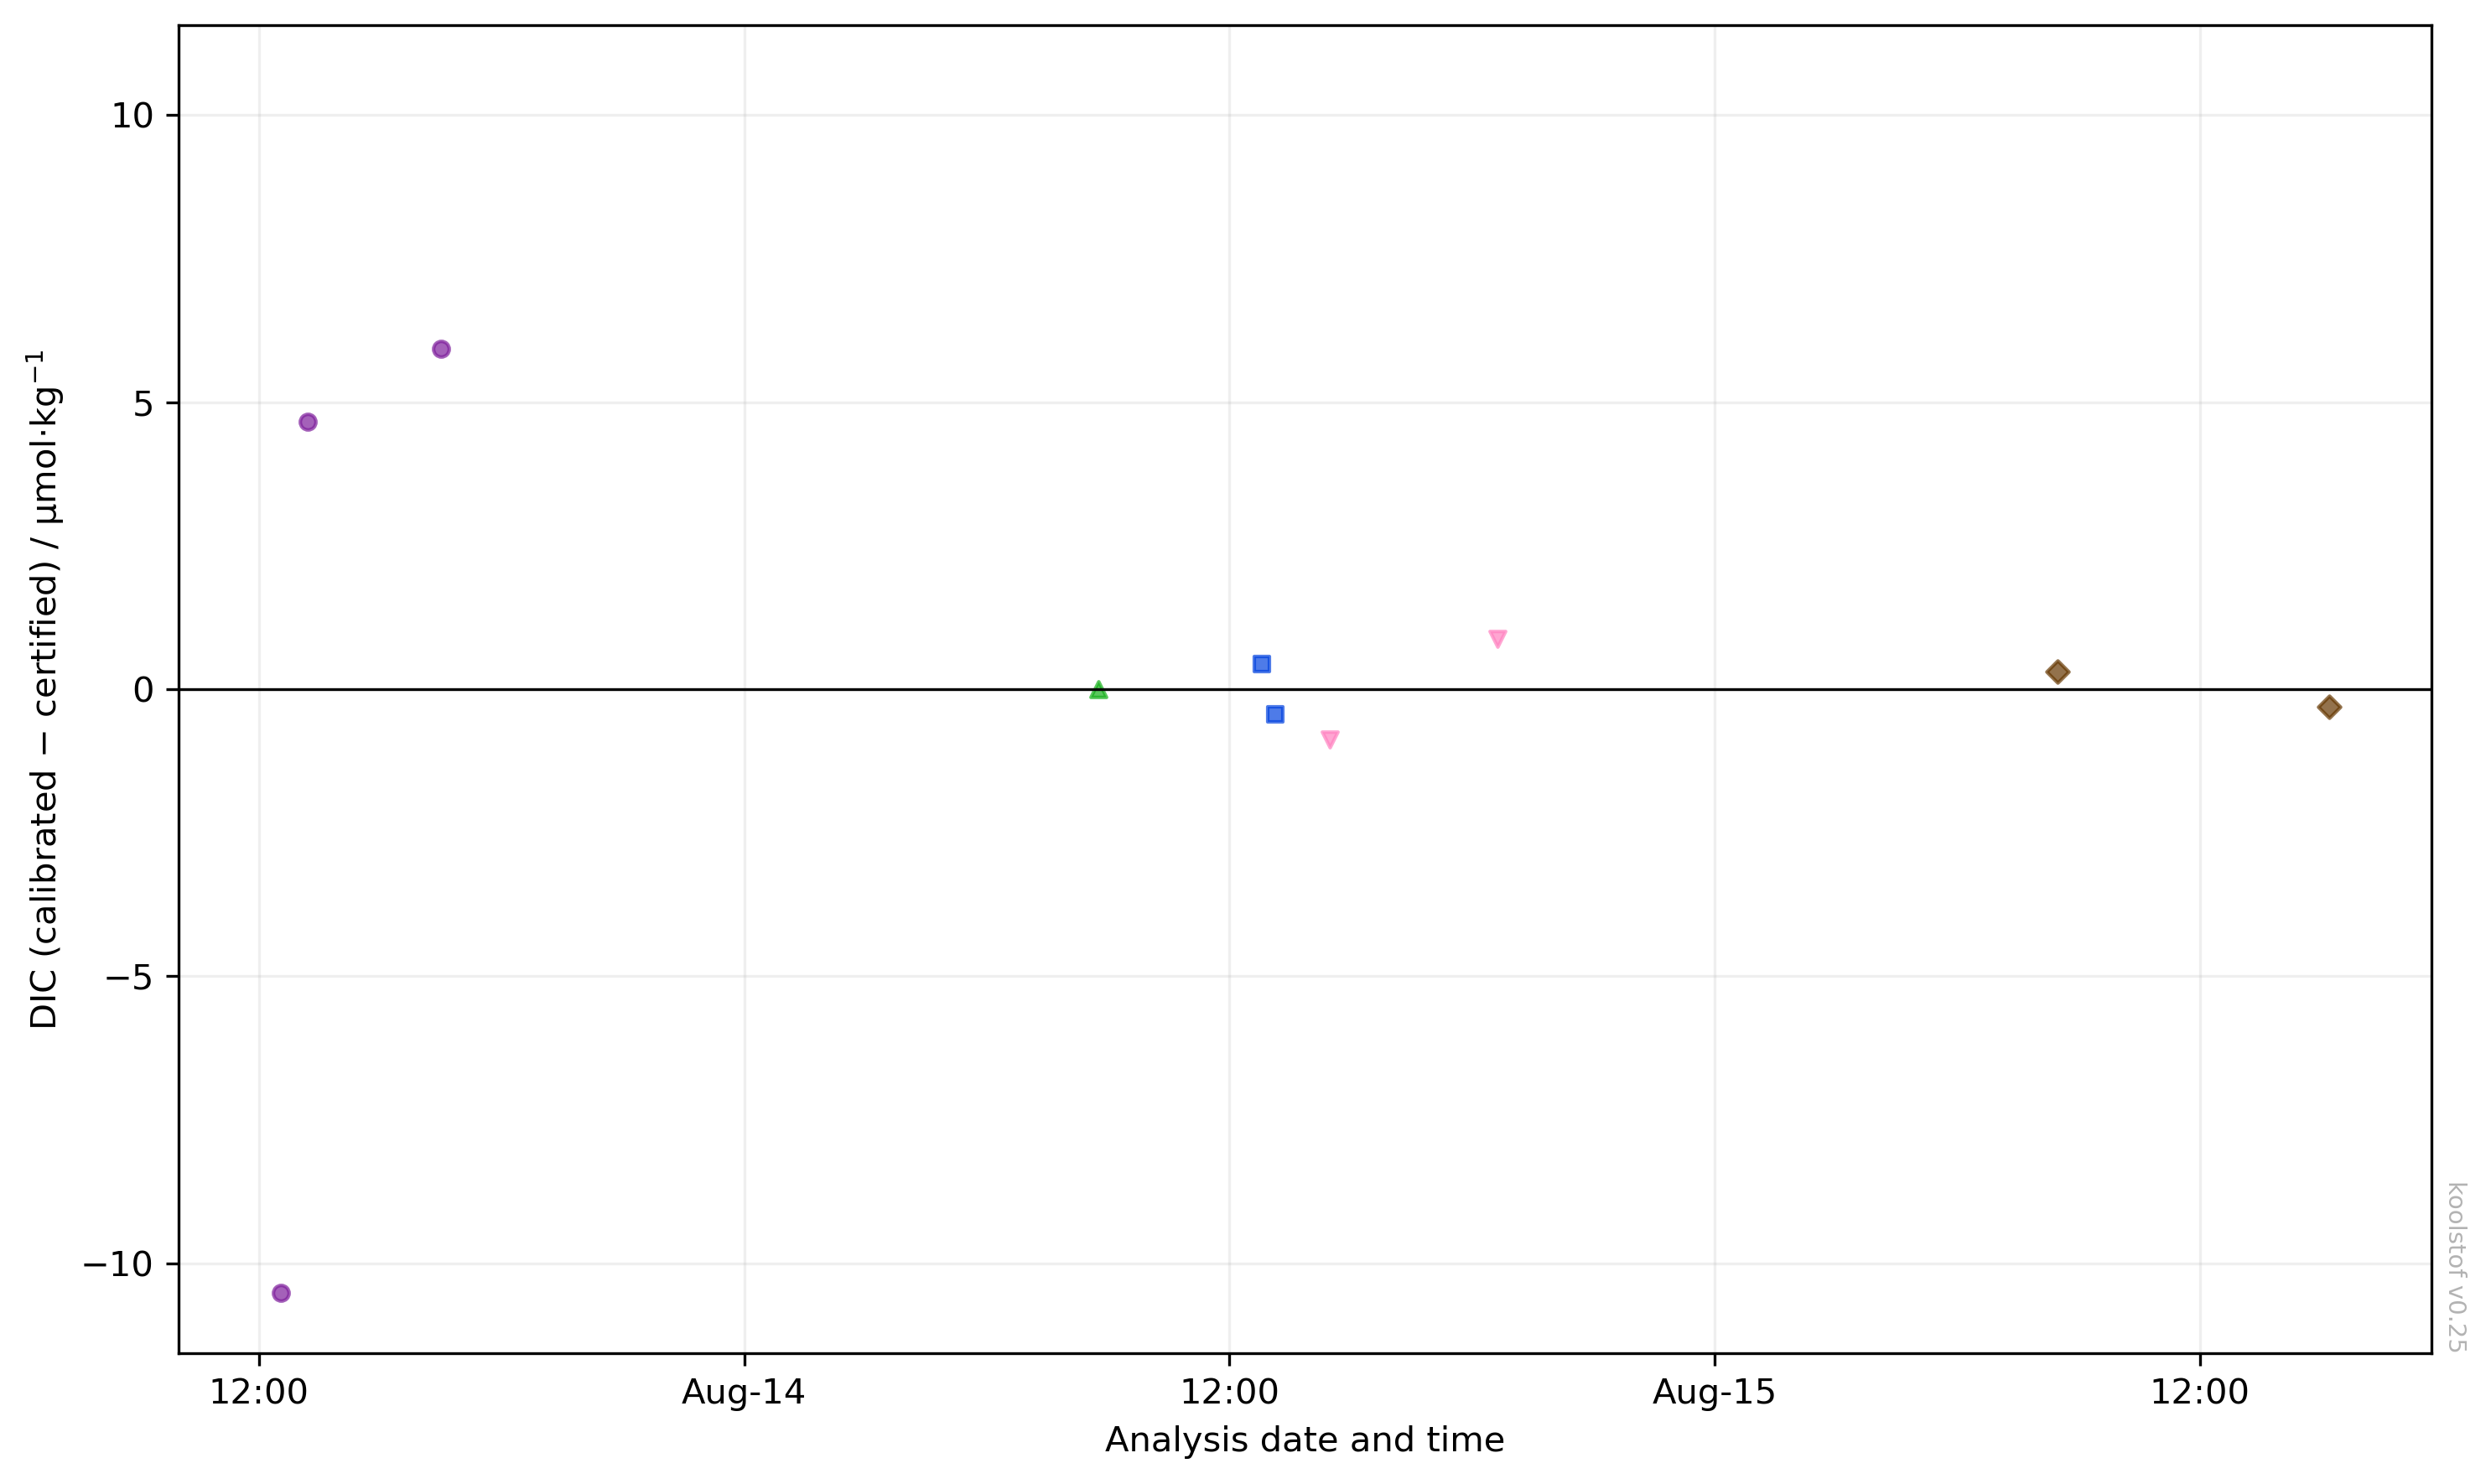 DIC (calibrated − certified) / μmol·kg⁻¹
10
5
0
−5
−10
12:00
Aug-14
12:00
Aug-15
12:00
Analysis date and time
koolstof v0.25